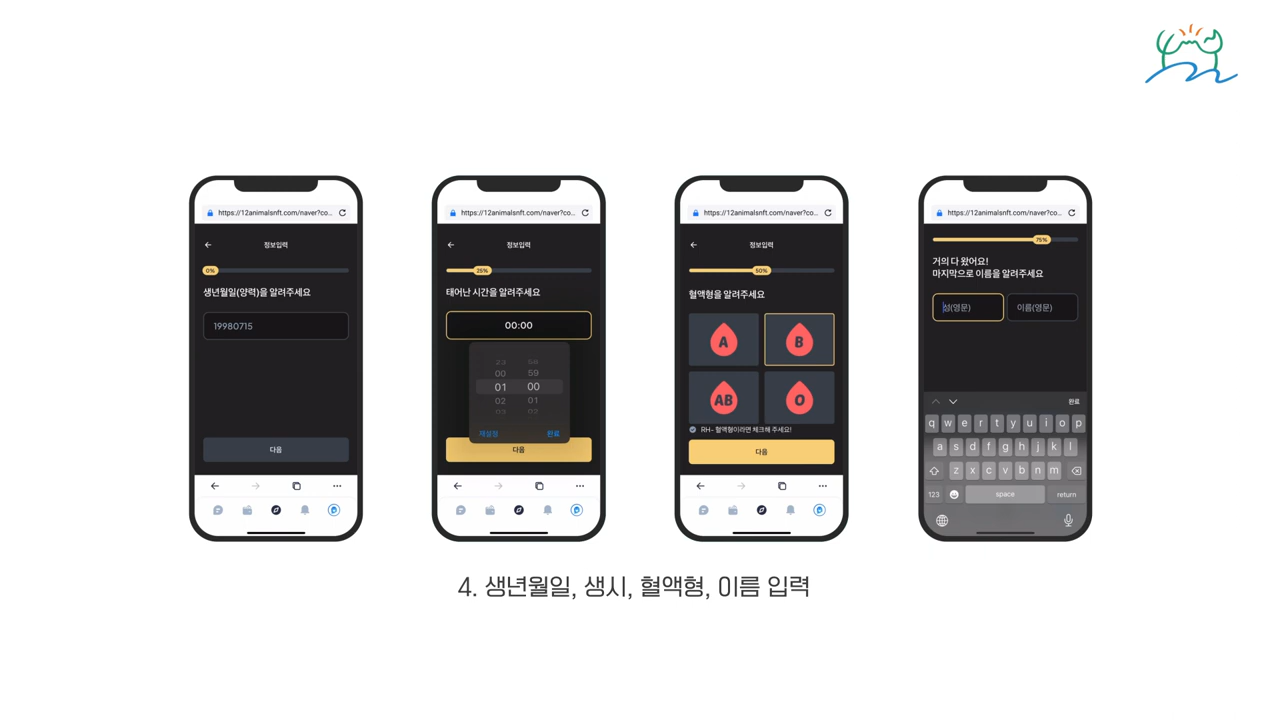 https://12animalsnft.com/naver?co...
정보입력
0%
생년월일(양력)을 알려주세요
19980715
다음
https://12animalsnft.com/naver?co...
정보입력
25%
태어난 시간을 알려주세요
00:00
23 58
00 59
01 00
02 01
03 02
재설정 완료
다음
https://12animalsnft.com/naver?co...
정보입력
50%
혈액형을 알려주세요
A B
AB O
RH- 혈액형이라면 체크해 주세요!
다음
https://12animalsnft.com/naver?co...
75%
거의 다 왔어요!
마지막으로 이름을 알려주세요
성(영문) 이름(영문)
완료
q w e r t y u i o p
a s d f g h j k l
z x c v b n m
123 space return
4. 생년월일, 생시, 혈액형, 이름 입력